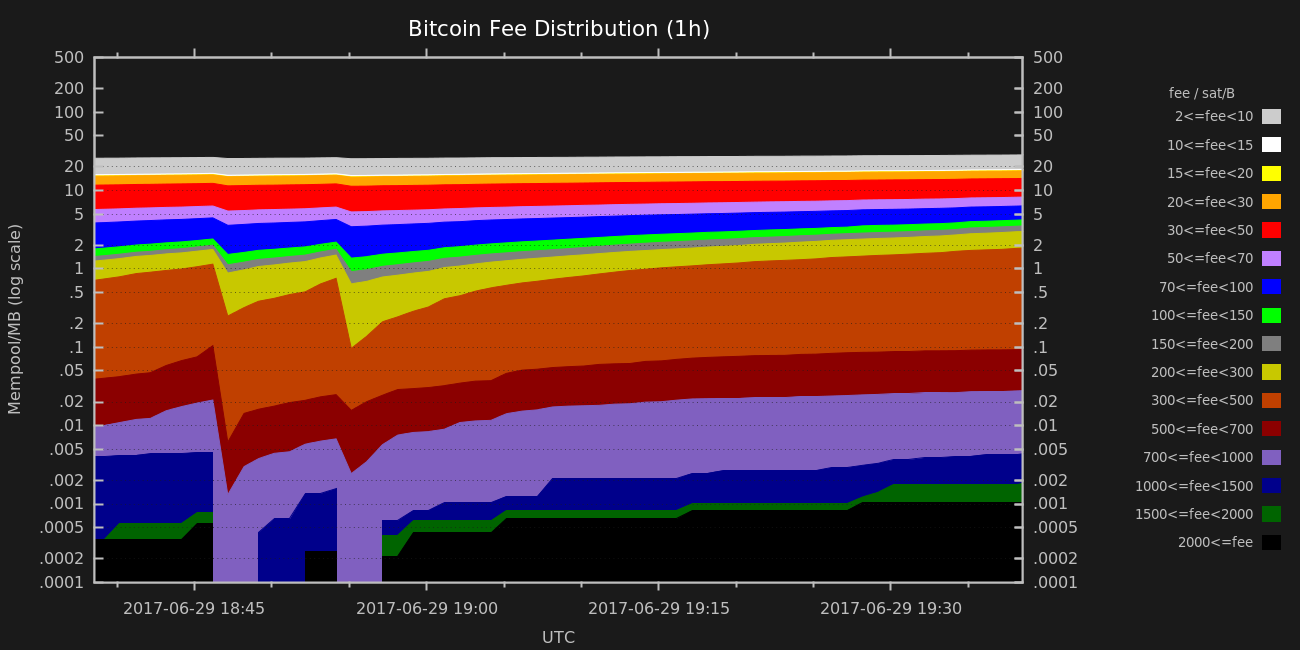 Bitcoin Fee Distribution (1h)
Mempool/MB (log scale)
500 500
200 200
100 100
50 50
20 20
10 10
5 5
2 2
1 1
.5 .5
.2 .2
.1 .1
.05 .05
.02 .02
.01 .01
.005 .005
.002 .002
.001 .001
.0005 .0005
.0002 .0002
.0001 .0001
2017-06-29 18:45 2017-06-29 19:00 2017-06-29 19:15 2017-06-29 19:30
UTC
fee / sat/B
2<=fee<10
10<=fee<15
15<=fee<20
20<=fee<30
30<=fee<50
50<=fee<70
70<=fee<100
100<=fee<150
150<=fee<200
200<=fee<300
300<=fee<500
500<=fee<700
700<=fee<1000
1000<=fee<1500
1500<=fee<2000
2000<=fee